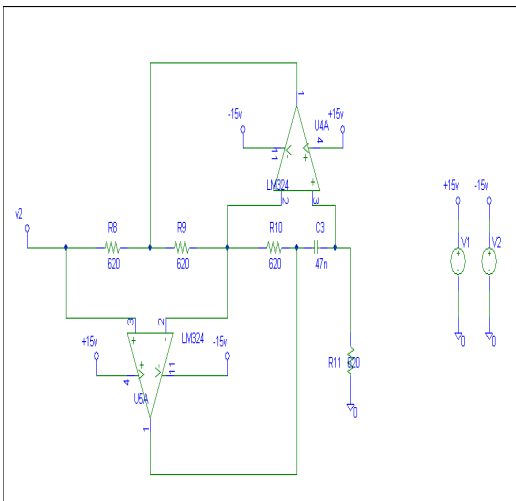 1
-15v
U4A
+15v
11
-
+
4
LM324
+
2
3
v2
R8
R9
R10
C3
620
620
620
47n
+15v
-15v
V1
V2
+
-
+
-
0
0
3
2
+
-
LM324
+15v
-15v
+
-
4
11
U5A
1
R11
620
0